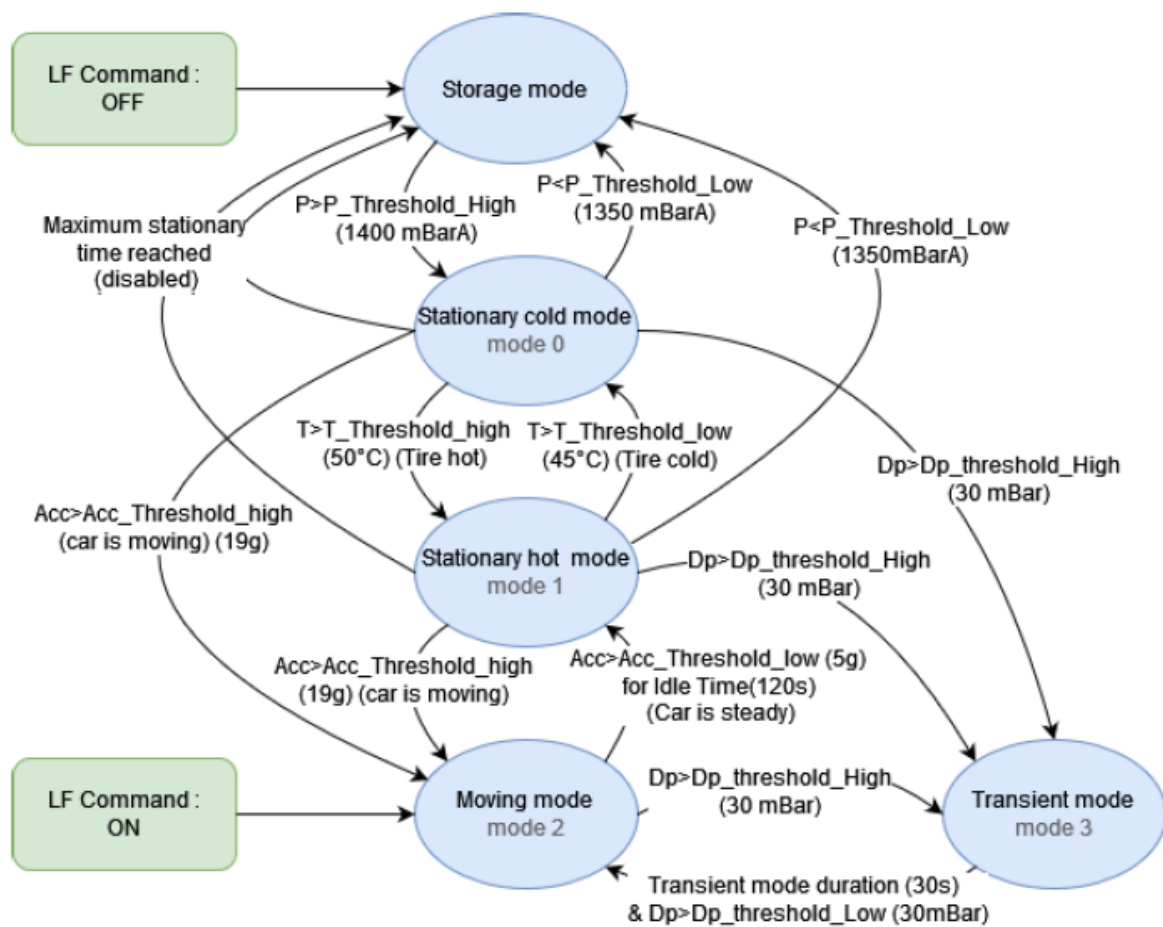 LF Command :
OFF
Storage mode
P>P_Threshold_High
(1400 mBarA)
P<P_Threshold_Low
(1350 mBarA)
P<P_Threshold_Low
(1350mBarA)
Maximum stationary
time reached
(disabled)
Stationary cold mode
mode 0
T>T_Threshold_high
(50°C) (Tire hot)
T>T_Threshold_low
(45°C) (Tire cold)
Dp>Dp_threshold_High
(30 mBar)
Acc>Acc_Threshold_high
(car is moving) (19g)
Stationary hot mode
mode 1
Dp>Dp_threshold_High
(30 mBar)
Acc>Acc_Threshold_high
(19g) (car is moving)
Acc>Acc_Threshold_low (5g)
for Idle Time(120s)
(Car is steady)
LF Command :
ON
Moving mode
mode 2
Dp>Dp_threshold_High
(30 mBar)
Transient mode
mode 3
Transient mode duration (30s)
& Dp>Dp_threshold_Low (30mBar)